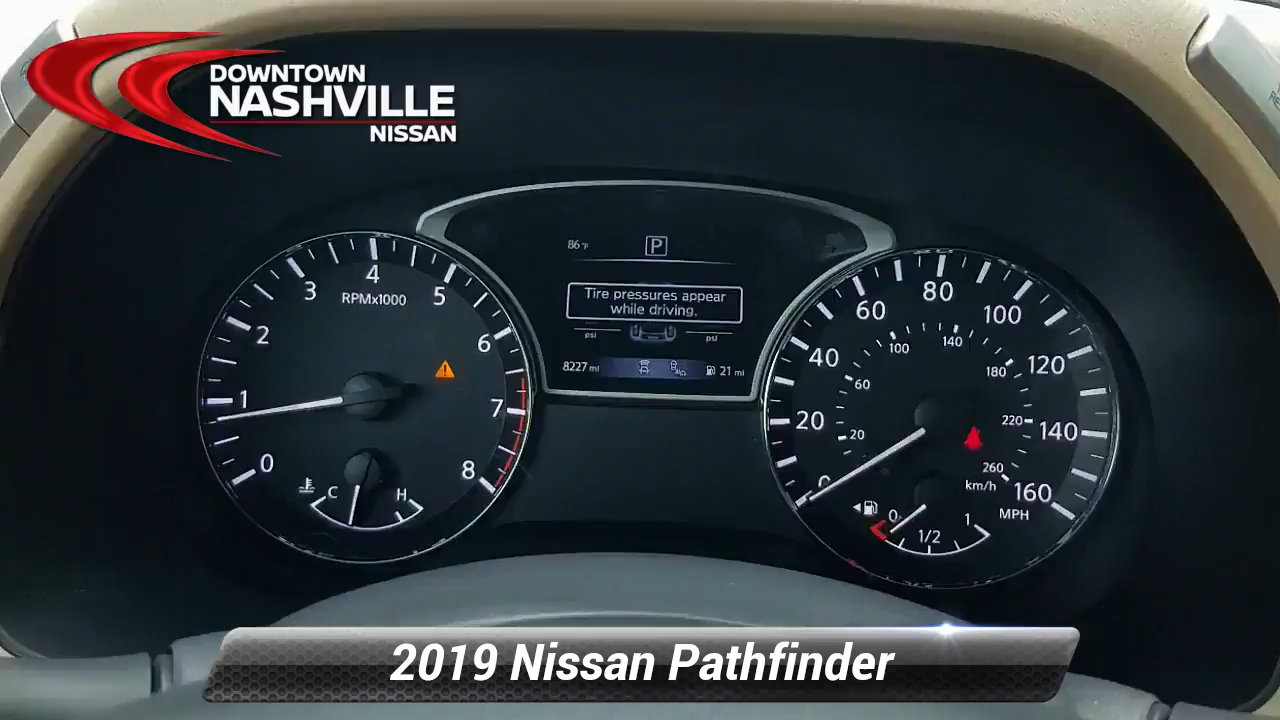 DOWNTOWN
NASHVILLE
NISSAN
86°F
P
Tire pressures appear
while driving.
psi
psi
8227 mi
21 mi
0
1
2
3
4
5
6
7
8
RPMx1000
C
H
0
20
40
60
80
100
120
140
160
MPH
20
60
100
140
180
220
260
km/h
0
1/2
1
2019 Nissan Pathfinder